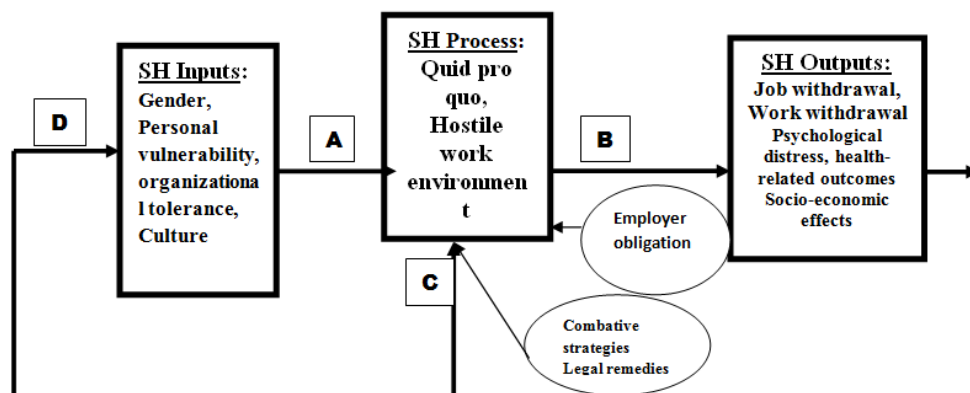 SH Inputs:
Gender,
Personal
vulnerability,
organizationa
l tolerance,
Culture
D
A
SH Process:
Quid pro
quo,
Hostile
work
environmen
t
B
SH Outputs:
Job withdrawal,
Work withdrawal
Psychological
distress, health-
related outcomes
Socio-economic
effects
Employer
obligation
C
Combative
strategies
Legal remedies